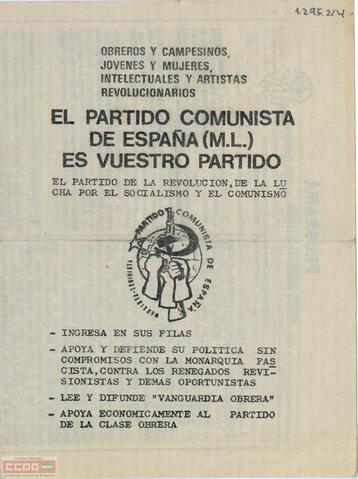 1.295.2/4
OBREROS Y CAMPESINOS,
JOVENES Y MUJERES,
INTELECTUALES Y ARTISTAS
REVOLUCIONARIOS
EL PARTIDO COMUNISTA
DE ESPAÑA (M.L.)
ES VUESTRO PARTIDO
EL PARTIDO DE LA REVOLUCION, DE LA LU
CHA POR EL SOCIALISMO Y EL COMUNISMO
PARTIDO COMUNISTA DE ESPAÑA
- INGRESA EN SUS FILAS
- APOYA Y DEFIENDE SU POLITICA SIN
COMPROMISOS CON LA MONARQUIA FAS
CISTA, CONTRA LOS RENEGADOS REVI-
SIONISTAS Y DEMAS OPORTUNISTAS
- LEE Y DIFUNDE "VANGUARDIA OBRERA"
- APOYA ECONOMICAMENTE AL PARTIDO
DE LA CLASE OBRERA
CCOO